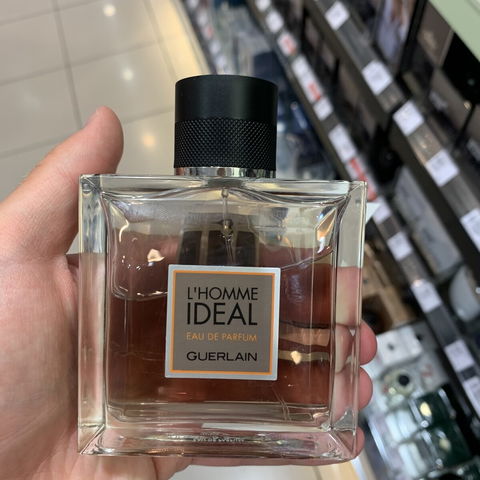 L'HOMME
IDEAL
EAU DE PARFUM
GUERLAIN